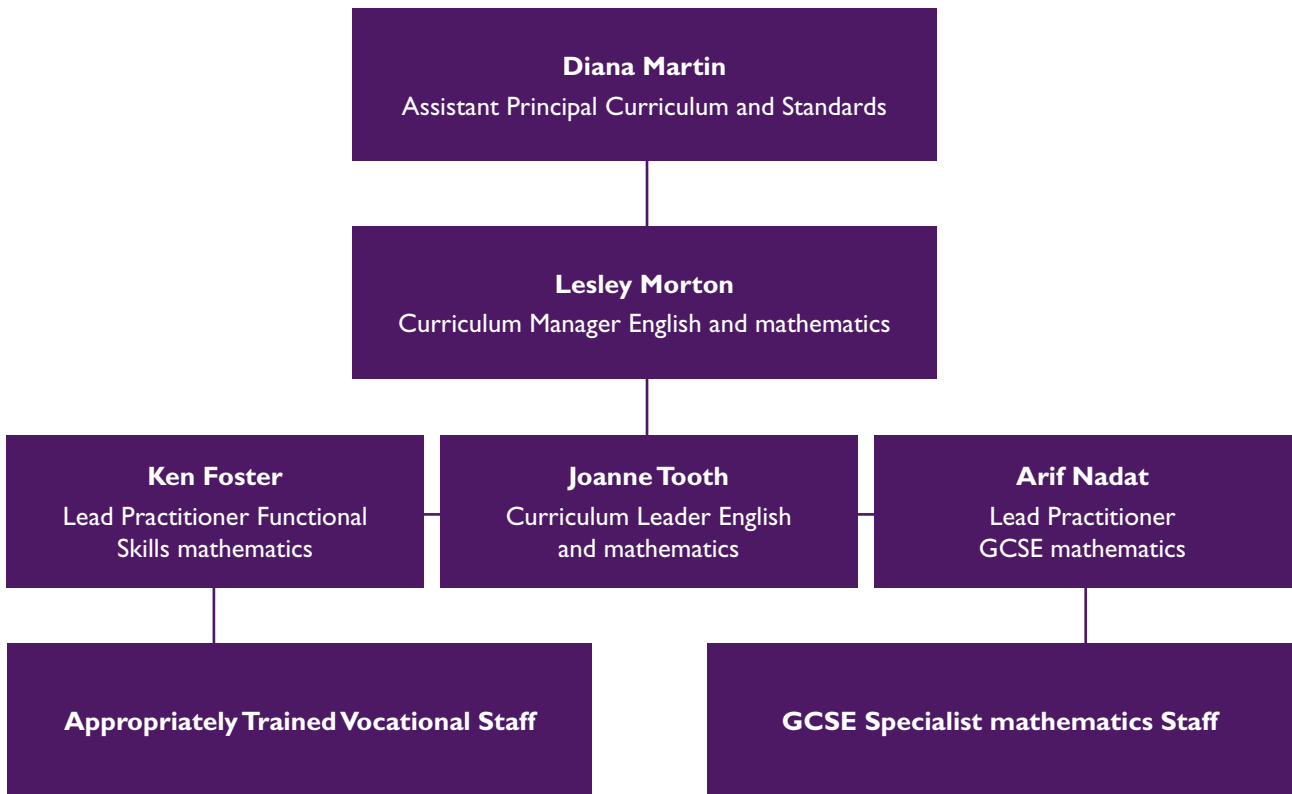 Diana Martin
Assistant Principal Curriculum and Standards
Lesley Morton
Curriculum Manager English and mathematics
Ken Foster
Lead Practitioner Functional
Skills mathematics
Joanne Tooth
Curriculum Leader English
and mathematics
Arif Nadat
Lead Practitioner
GCSE mathematics
Appropriately Trained Vocational Staff
GCSE Specialist mathematics Staff